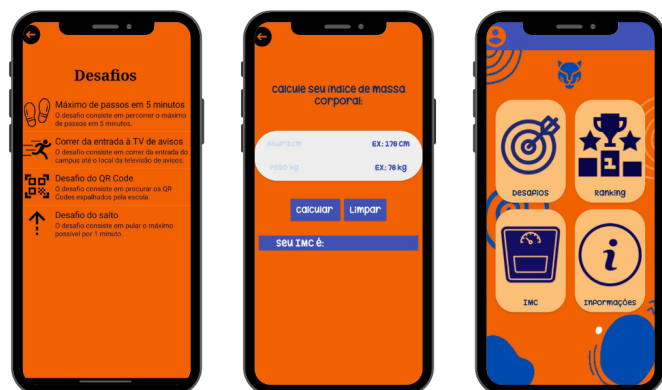 Desafios
Máximo de passos em 5 minutos
O desafio consiste em percorrer o máximo
de passos em 5 minutos.
Correr da entrada à TV de avisos
O desafio consiste em correr da entrada do
campus até o local da televisão de avisos.
Desafio do QR Code
O desafio consiste em procurar os QR
Codes espalhados pela escola.
Desafio do salto
O desafio consiste em pular o máximo
possível por 1 minuto.
calcule seu índice de massa
corporal:
Altura cm
EX.: 178 cm
Peso kg
EX.: 78 kg
calcular
Limpar
seu IMC é:
Desafios
Ranking
1
IMC
i
Informações